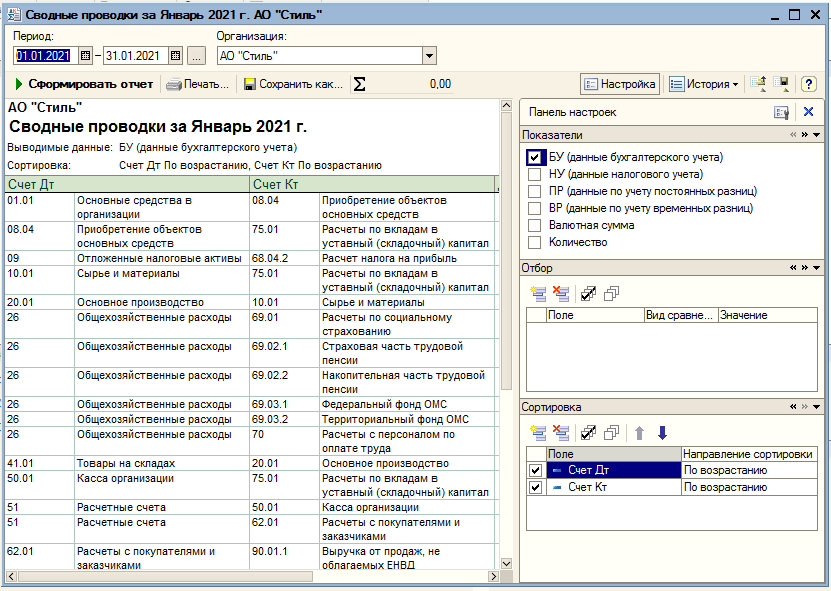 Сводные проводки за Январь 2021 г. АО "Стиль"
Период:
Организация:
01.01.2021 – 31.01.2021 ... АО "Стиль"
Сформировать отчет Печать... Сохранить как... Σ 0,00 Настройка История ?
АО "Стиль"
Сводные проводки за Январь 2021 г.
Выводимые данные: БУ (данные бухгалтерского учета)
Сортировка: Счет Дт По возрастанию, Счет Кт По возрастанию
Счет Дт Счет Кт
01.01 Основные средства в 08.04 Приобретение объектов
организации основных средств
08.04 Приобретение объектов 75.01 Расчеты по вкладам в
основных средств уставный (складочный) капитал
09 Отложенные налоговые активы 68.04.2 Расчет налога на прибыль
10.01 Сырье и материалы 75.01 Расчеты по вкладам в
уставный (складочный) капитал
20.01 Основное производство 10.01 Сырье и материалы
26 Общехозяйственные расходы 69.01 Расчеты по социальному
страхованию
26 Общехозяйственные расходы 69.02.1 Страховая часть трудовой
пенсии
26 Общехозяйственные расходы 69.02.2 Накопительная часть трудовой
пенсии
26 Общехозяйственные расходы 69.03.1 Федеральный фонд ОМС
26 Общехозяйственные расходы 69.03.2 Территориальный фонд ОМС
26 Общехозяйственные расходы 70 Расчеты с персоналом по
оплате труда
41.01 Товары на складах 20.01 Основное производство
50.01 Касса организации 75.01 Расчеты по вкладам в
уставный (складочный) капитал
51 Расчетные счета 50.01 Касса организации
51 Расчетные счета 62.01 Расчеты с покупателями и
заказчиками
62.01 Расчеты с покупателями и 90.01.1 Выручка от продаж, не
заказчиками облагаемых ЕНВД
Панель настроек
Показатели
БУ (данные бухгалтерского учета)
НУ (данные налогового учета)
ПР (данные по учету постоянных разниц)
ВР (данные по учету временных разниц)
Валютная сумма
Количество
Отбор
Поле Вид сравне... Значение
Сортировка
Поле Направление сортировки
Счет Дт По возрастанию
Счет Кт По возрастанию